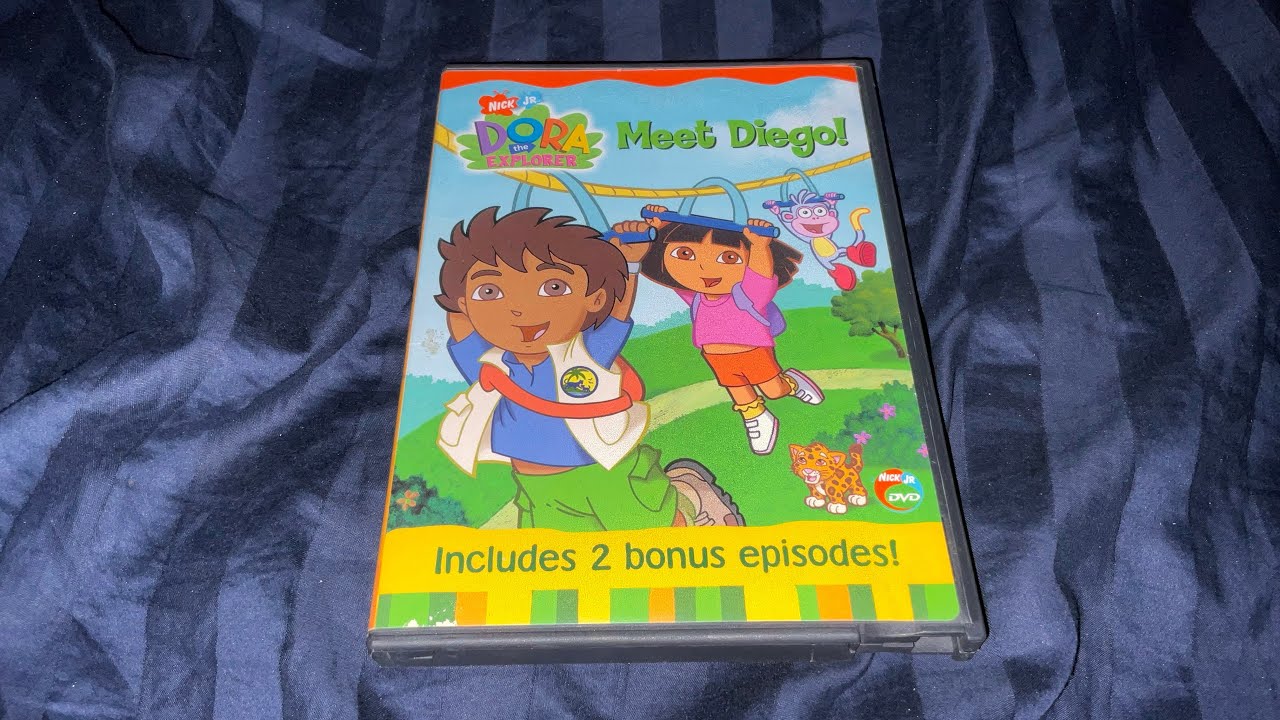 NICK JR.
DORA
the
EXPLORER
Meet Diego!
NICK JR
DVD
Includes 2 bonus episodes!